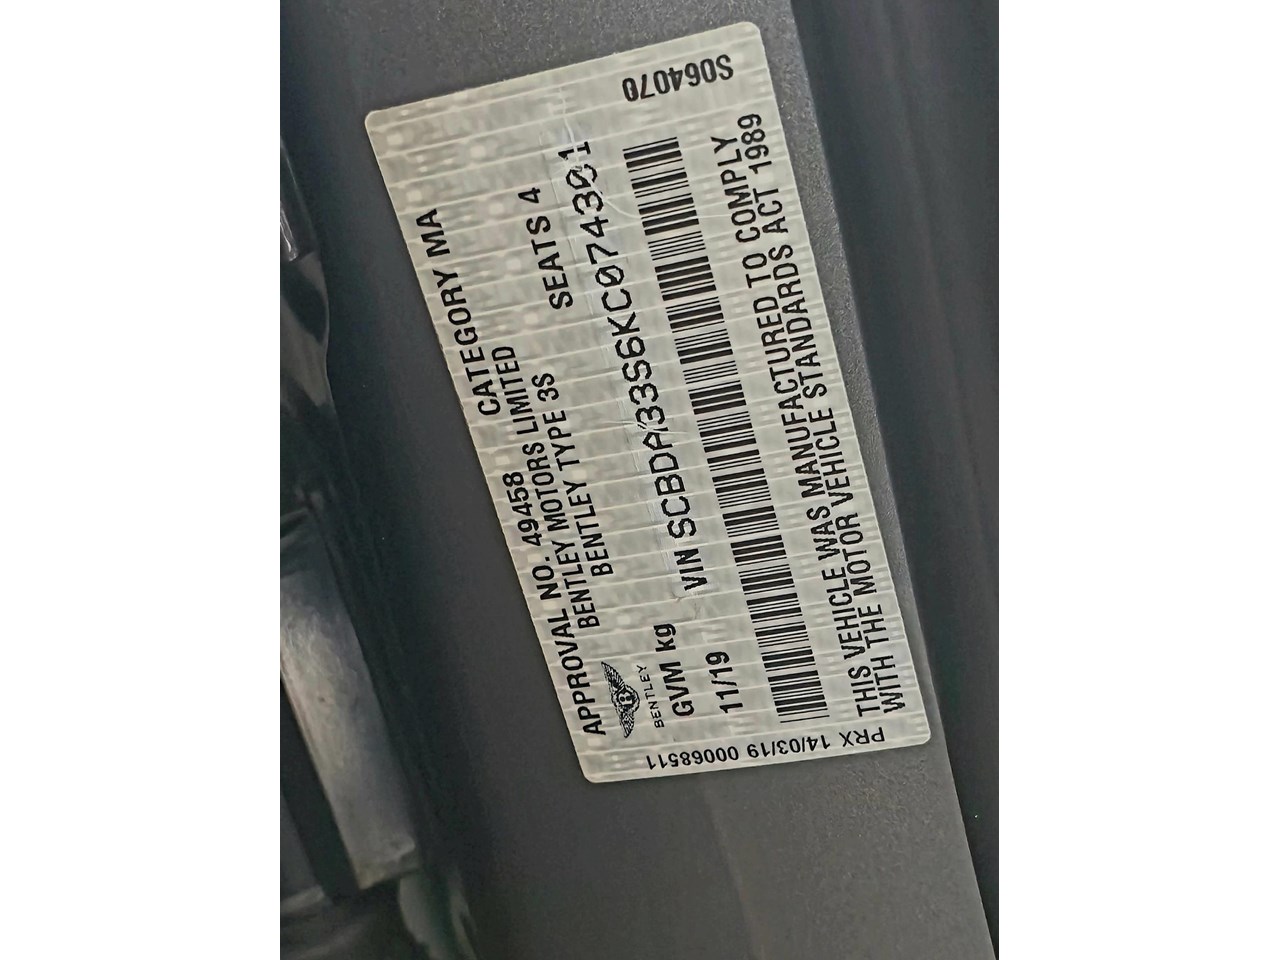 APPROVAL NO. 49458 CATEGORY MA
BENTLEY MOTORS LIMITED
BENTLEY TYPE 3S SEATS 4
BENTLEY
GVM kg VIN SCBDA33S6KC074301
11/19
THIS VEHICLE WAS MANUFACTURED TO COMPLY
WITH THE MOTOR VEHICLE STANDARDS ACT 1989
S064070
PRX 14/03/19 00068511